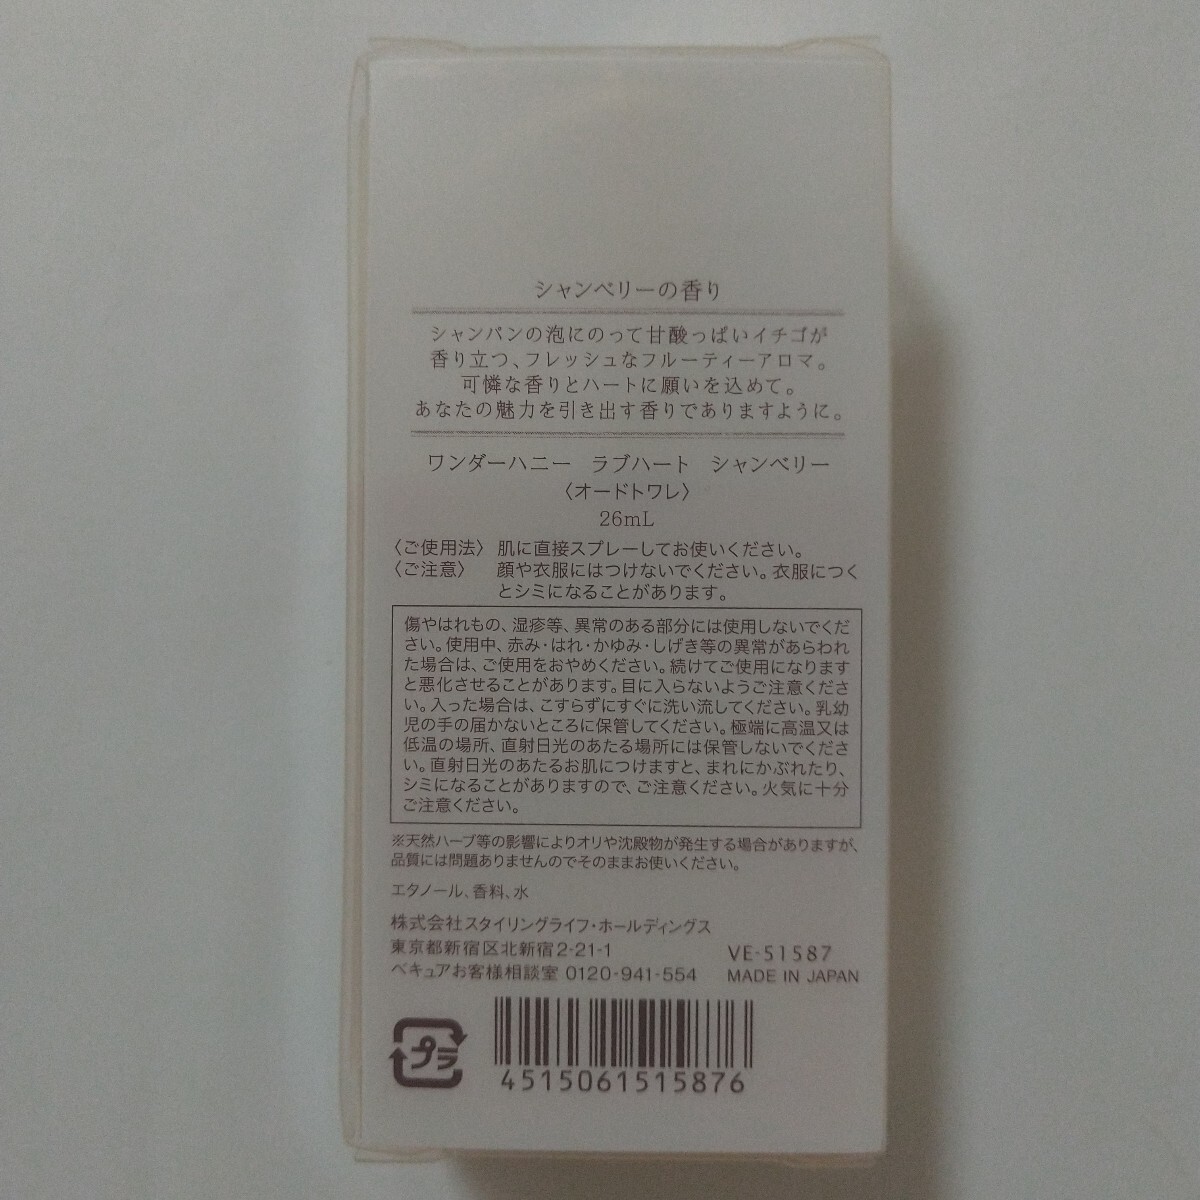 シャンベリーの香り
シャンパンの泡にのって甘酸っぱいイチゴが
香り立つ、フレッシュなフルーティーアロマ。
可憐な香りとハートに願いを込めて。
あなたの魅力を引き出す香りでありますように。
ワンダーハニー ラブハート シャンベリー
〈オードトワレ〉
26mL
〈ご使用法〉 肌に直接スプレーしてお使いください。
〈ご注意〉 顔や衣服にはつけないでください。衣服につく
とシミになることがあります。
傷やはれもの、湿疹等、異常のある部分には使用しないでくだ
さい。使用中、赤み・はれ・かゆみ・しげき等の異常があらわれ
た場合は、ご使用をおやめください。続けてご使用になります
と悪化させることがあります。目に入らないようご注意くださ
い。入った場合は、こすらずにすぐに洗い流してください。乳幼
児の手の届かないところに保管してください。極端に高温又は
低温の場所、直射日光のあたる場所には保管しないでくださ
い。直射日光のあたるお肌につけますと、まれにかぶれたり、
シミになることがありますので、ご注意ください。火気に十分
ご注意ください。
※天然ハーブ等の影響によりオリや沈殿物が発生する場合がありますが、
品質には問題ありませんのでそのままお使いください。
エタノール、香料、水
株式会社スタイリングライフ・ホールディングス
東京都新宿区北新宿2-21-1 VE-51587
ベキュアお客様相談室 0120-941-554 MADE IN JAPAN
プラ
4515061515876